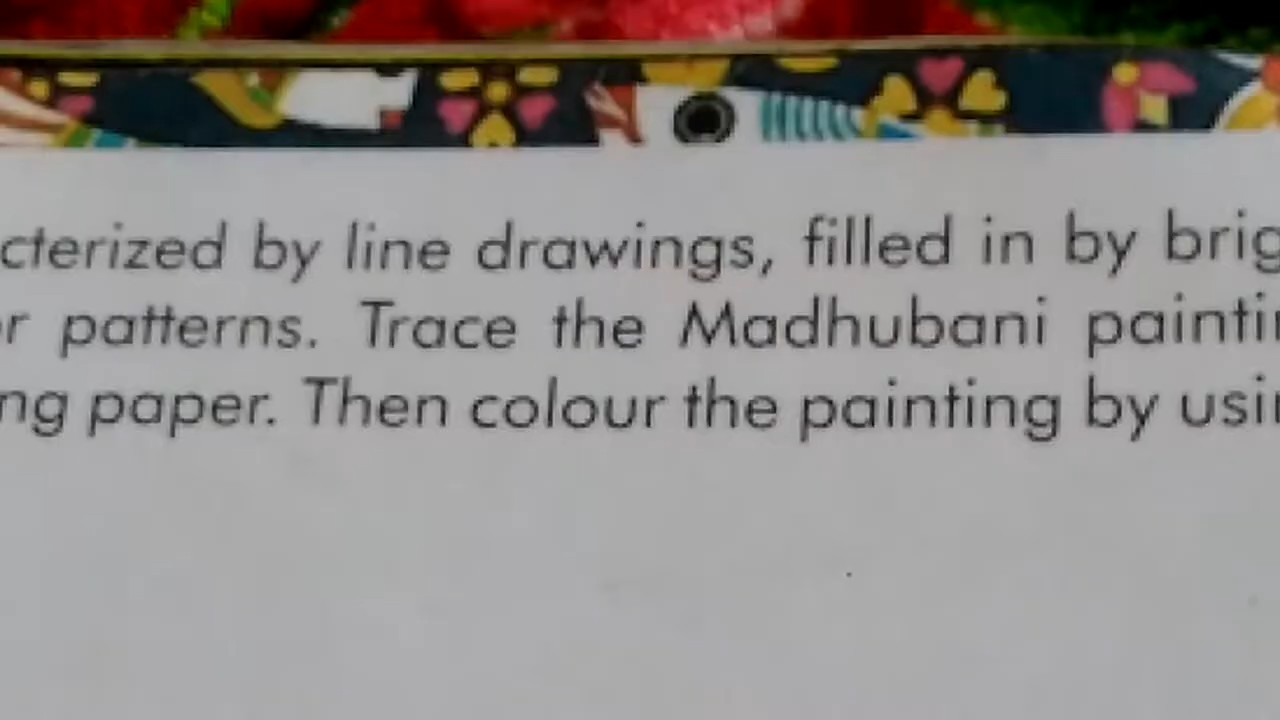 cterized by line drawings, filled in by brig
r patterns. Trace the Madhubani painti
ng paper. Then colour the painting by usi